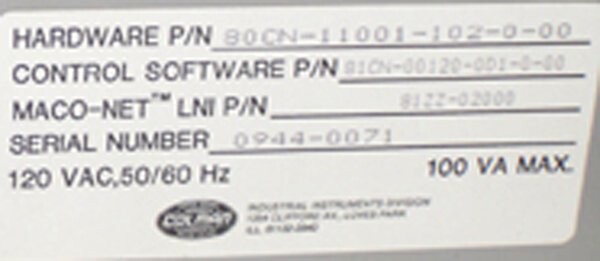 HARDWARE P/N 80CN-11001-102-0-00
CONTROL SOFTWARE P/N 81CN-00120-001-0-00
MACO-NET™ LNI P/N 81ZZ-02000
SERIAL NUMBER 0944-0071
120 VAC,50/60 Hz 100 VA MAX.
INDUSTRIAL INSTRUMENTS DIVISION